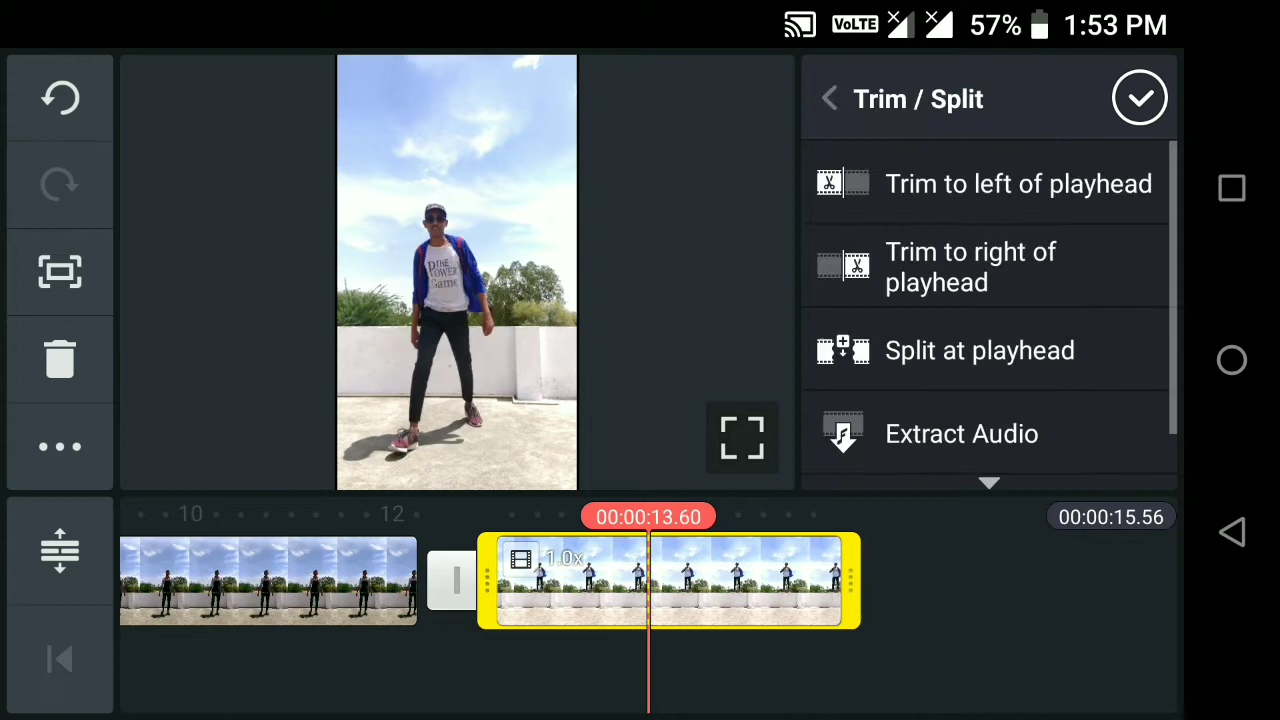 VoLTE 57% 1:53 PM
Trim / Split
Trim to left of playhead
Trim to right of
playhead
Split at playhead
Extract Audio
THE
POWER
Game
10 12 00:00:13.60 00:00:15.56
1.0x